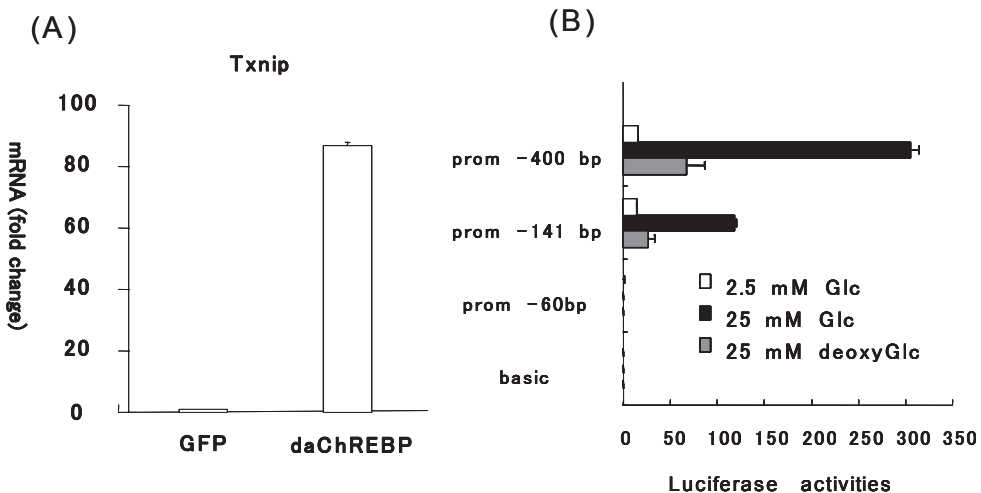 (A)
Txnip
mRNA (fold change)
100
80
60
40
20
0
GFP
daChREBP
(B)
prom -400 bp
prom -141 bp
prom -60bp
basic
2.5 mM Glc
25 mM Glc
25 mM deoxyGlc
0 50 100 150 200 250 300 350
Luciferase activities